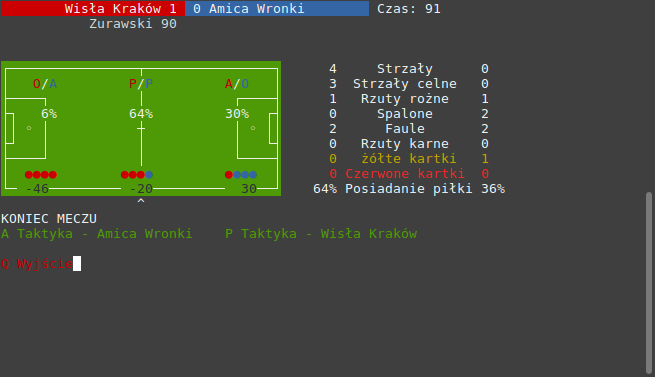 Wisła Kraków 1 0 Amica Wronki Czas: 91
Zurawski 90
O/A P/P A/O
6% 64% 30%
-46 -20 30
^
4 Strzały 0
3 Strzały celne 0
1 Rzuty rożne 1
0 Spalone 2
2 Faule 2
0 Rzuty karne 0
0 żółte kartki 1
0 Czerwone kartki 0
64% Posiadanie piłki 36%
KONIEC MECZU
A Taktyka - Amica Wronki P Taktyka - Wisła Kraków
Q Wyjście